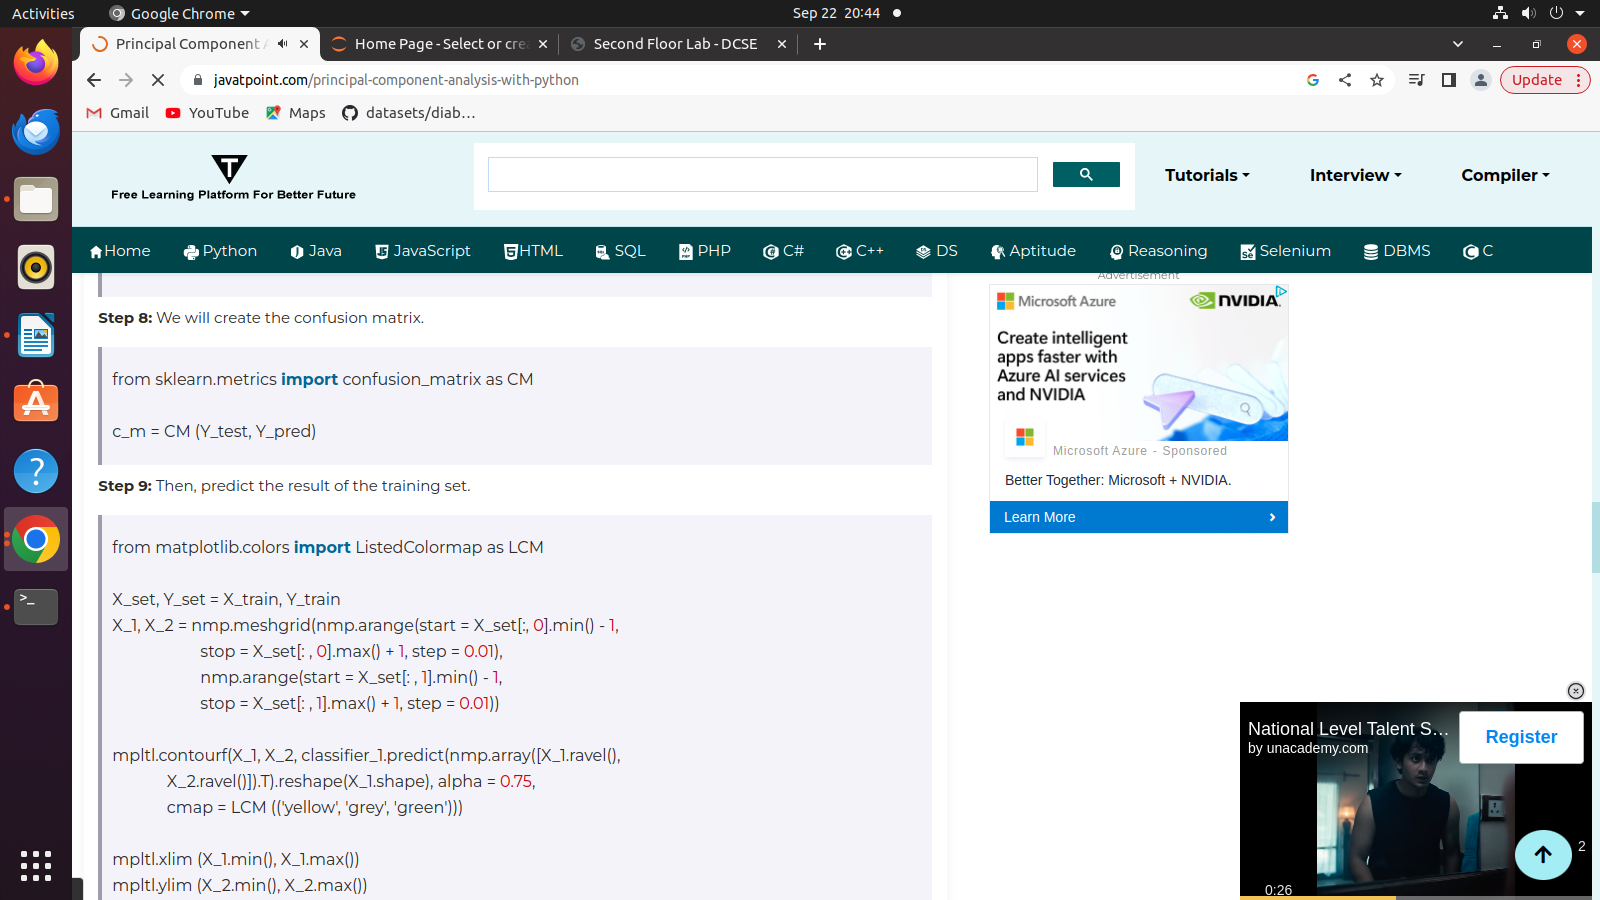 Activities
Google Chrome
Sep 22 20:44
Principal Component A
Home Page - Select or crea
Second Floor Lab - DCSE
javatpoint.com/principal-component-analysis-with-python
Update
Gmail
YouTube
Maps
datasets/diab…
T
Free Learning Platform For Better Future
Tutorials
Interview
Compiler
Home
Python
Java
JavaScript
HTML
SQL
PHP
C#
C++
DS
Aptitude
Reasoning
Selenium
DBMS
C
Step 8: We will create the confusion matrix.
from sklearn.metrics import confusion_matrix as CM
c_m = CM (Y_test, Y_pred)
Step 9: Then, predict the result of the training set.
from matplotlib.colors import ListedColormap as LCM
X_set, Y_set = X_train, Y_train
X_1, X_2 = nmp.meshgrid(nmp.arange(start = X_set[:, 0].min() - 1,
stop = X_set[: , 0].max() + 1, step = 0.01),
nmp.arange(start = X_set[: , 1].min() - 1,
stop = X_set[: , 1].max() + 1, step = 0.01))
mpltl.contourf(X_1, X_2, classifier_1.predict(nmp.array([X_1.ravel(),
X_2.ravel()]).T).reshape(X_1.shape), alpha = 0.75,
cmap = LCM (('yellow', 'grey', 'green')))
mpltl.xlim (X_1.min(), X_1.max())
mpltl.ylim (X_2.min(), X_2.max())
Advertisement
Microsoft Azure
NVIDIA.
Create intelligent
apps faster with
Azure AI services
and NVIDIA
Microsoft Azure - Sponsored
Better Together: Microsoft + NVIDIA.
Learn More
National Level Talent S…
by unacademy.com
Register
2
0:26